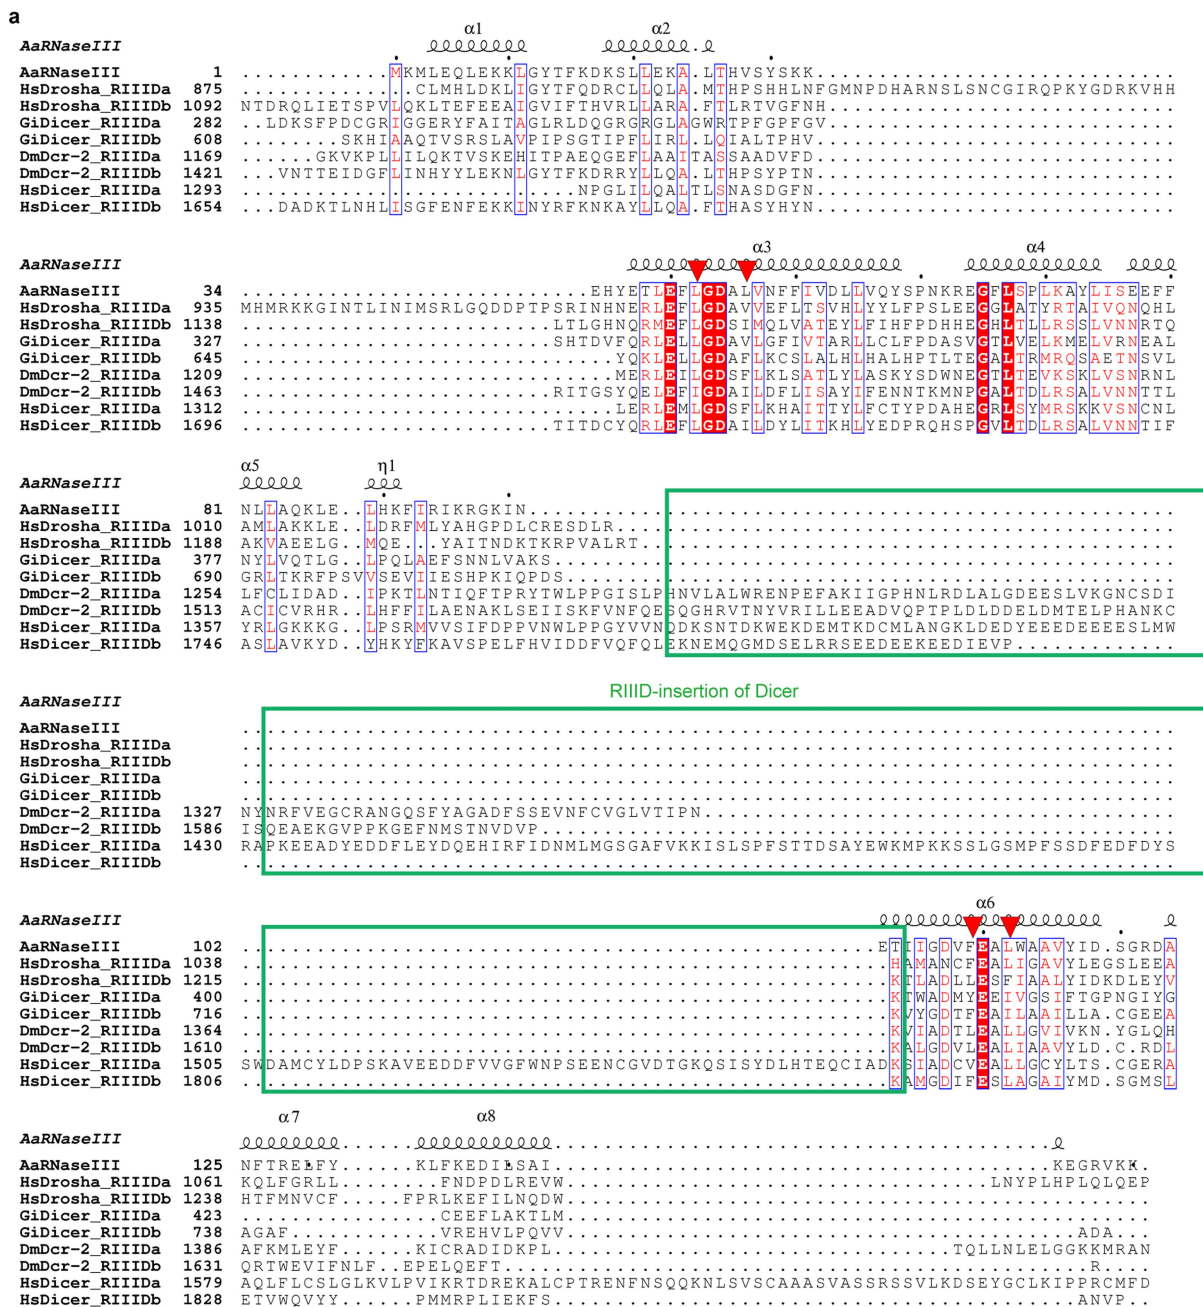 a
α1 α2
AaRNaseIII
AaRNaseIII 1 ............MKMLEQLEKKLGYTFKDKSLLEKA.LTHVSYSKK.............................
HsDrosha_RIIIDa 875 ..............CLMHLDKLIGYTFQDRCLLQLA.MTHPSHHLNFGMNPDHARNSLSNCGIRQPKYGDRKVHH
HsDrosha_RIIIDb 1092 NTDRQLIETSPVLQKLTEFEEAIGVIFTHVRLLARA.FTLRTVGFNH............................
GiDicer_RIIIDa 282 ..LDKSFPDCGRIGGERYFAITAGLRLDQGRGRGLAGWRTPFGPFGV............................
GiDicer_RIIIDb 608 ........SKHIAAQTVSRSLAVPIPSGTIPFLIRLL.QIALTPHV.............................
DmDcr-2_RIIIDa 1169 ......GKVKPLLILQKTVSKEHITPAEQGEFLAAITASSAADVFD.............................
DmDcr-2_RIIIDb 1421 ...VNTTEIDGFLINHYYLEKNLGYTFKDRRYLLQA.LTHPSYPTN.............................
HsDicer_RIIIDa 1293 ...........................NPGLILQALTLSNASDGFN.............................
HsDicer_RIIIDb 1654 ...DADKTLNHLISGFENFEKKINYRFKNKAYLLQA.FTHASYHYN.............................
α3 α4
AaRNaseIII
AaRNaseIII 34 ............................EHYETLEFLGDALVNFFIVDLLVQYSPNKREGFLSPLKAYLISEEFF
HsDrosha_RIIIDa 935 MHMRKKGINTLINIMSRLGQDDPTPSRINHNERLEFLGDAVVEFLTSVHLYYLFPSLEEGGLATYRTAIVQNQHL
HsDrosha_RIIIDb 1138 ...........................LTLGHNQRMEFLGDSIMQLVATEYLFIHFPDHHEGHLTLLRSSLVNNRTQ
GiDicer_RIIIDa 327 .........................SHTDVFQRLELLGDAVLGFIVTARLLCLFPDASVGTLVELKMELVRNEAL
GiDicer_RIIIDb 645 ..............................YQKLELLGDAFLKCSLALHLHALHPTLTEGALTRMRQSAETNSVL
DmDcr-2_RIIIDa 1209 ..............................MERLEILGDSFLKLSATLYLASKYSDWNEGTLTEVKSKLVSNRNL
DmDcr-2_RIIIDb 1463 .........................RITGSYQELEFIGDAILDFLISAYIFENNTKMNPGALTDLRSALVNNTTL
HsDicer_RIIIDa 1312 ..............................LERLEMLGDSFLKHAITTYLFCTYPDAHEGRLSYMRSKKVSNCNL
HsDicer_RIIIDb 1696 .........................TITDCYQRLEFLGDAILDYLITKHLYEDPRQHSPGVLTDLRSALVNNTIF
α5 η1
AaRNaseIII
AaRNaseIII 81 NLLAQKLE..LHKFIRIKRGKIN....................................................
HsDrosha_RIIIDa 1010 AMLAKKLE..LDRFMLYAHGPDLCRESDLR.............................................
HsDrosha_RIIIDb 1188 AKVAEELG..MQE..YAITNDKTKRPVALRT...........................................
GiDicer_RIIIDa 377 NYLVQTLG..LPQLAEFSNNLVAKS..................................................
GiDicer_RIIIDb 690 GRLTKRFPSVVSEVIIESHPKIQPDS.................................................
DmDcr-2_RIIIDa 1254 LFCLIDAD..IPKTLNTIQFTPRYTWLPPGISLPHNVLALWRENPEFAKIIGPHNLRDLALGDEESLVKGNCSDI
DmDcr-2_RIIIDb 1513 ACICVRHR.LHFFILAENAKLSEIISKFVNFQESQGHRVTNYVRILLEEADVQPTPLDLDDELDMTELPHANKC
HsDicer_RIIIDa 1357 YRLGKKKG..LPSRMVVSIFDPPVNWLPPGYVVNQDKSNTDKWEKDEMTKDCMLANGKLDEDYEEEDEEEESLMW
HsDicer_RIIIDb 1746 ASLAVKYD..YHKYFKAVSPELFHVIDDFVQFQLEKNEMQGMDSELRRSEEDEEKEEDIEVP.............
RIIID-insertion of Dicer
AaRNaseIII
AaRNaseIII ...........................................................................
HsDrosha_RIIIDa ...........................................................................
HsDrosha_RIIIDb ...........................................................................
GiDicer_RIIIDa ...........................................................................
GiDicer_RIIIDb ...........................................................................
DmDcr-2_RIIIDa 1327 NYNRFVEGCRANGQSFYAGADFSSEVNFCVGLVTIPN......................................
DmDcr-2_RIIIDb 1586 ISQEAEKGVPPKGEFNMSTNVDVP...................................................
HsDicer_RIIIDa 1430 RAPKEEADYEDDFLEYDQEHIRFIDNMLMGSGAFVKKISLSPFSTTDSAYEWKMPKKSSLGSMPFSSDFEDFDYS
HsDicer_RIIIDb ...........................................................................
α6
AaRNaseIII
AaRNaseIII 102 ...................................................ETIIGDVFEALWAAVYID.SGRDA
HsDrosha_RIIIDa 1038 ....................................................HAMANCFEALIGAVYLEGSLEEA
HsDrosha_RIIIDb 1215 ....................................................KTLADLLESFIAALYIDKDLEYV
GiDicer_RIIIDa 400 ....................................................KTWADMYEEIVGSIFTGPNGIYG
GiDicer_RIIIDb 716 ....................................................KVYGDTFEAILAAILLA.CGEEA
DmDcr-2_RIIIDa 1364 ....................................................KVIADTLEALLGVIVKN.YGLQH
DmDcr-2_RIIIDb 1610 ....................................................KALGDVLEALIAAVYLD.C.RDL
HsDicer_RIIIDa 1505 SWDAMCYLDPSKAVEEDDFVVGFWNPSEENCGVDTGKQSISYDLHTEQCIADKSIADCVEALLGCYLTS.CGERA
HsDicer_RIIIDb 1806 ....................................................KAMGDIFESLAGAIYMD.SGMSL
α7 α8
AaRNaseIII
AaRNaseIII 125 NFTRELFY......KLFKEDILSAI........................................KEGRVKK.
HsDrosha_RIIIDa 1061 KQLFGRLL........FNDPDLREVW..................................LNYPLHPLQLQEP
HsDrosha_RIIIDb 1238 HTFMNVCF.....FPRLKEFILNQDW...............................................
GiDicer_RIIIDa 423 ................CEEFLAKTLM...............................................
GiDicer_RIIIDb 738 AGAF............VREHVLPQVV.........................................ADA...
DmDcr-2_RIIIDa 1386 AFKMLEYF......KICRADIDKPL................................TQLLNLELGGKKMRAN
DmDcr-2_RIIIDb 1631 QRTWEVIFNLF..EPELQEFT...............................................R....
HsDicer_RIIIDa 1579 AQLFLCSLGLKVLPVIKRTDREKALCPTRENFNSQQKNLSVSCAAASVASSRSSVLKDSEYGCLKIPPRCMFD
HsDicer_RIIIDb 1828 ETVWQVYY......PMMRPLIEKFS..........................................ANVP..